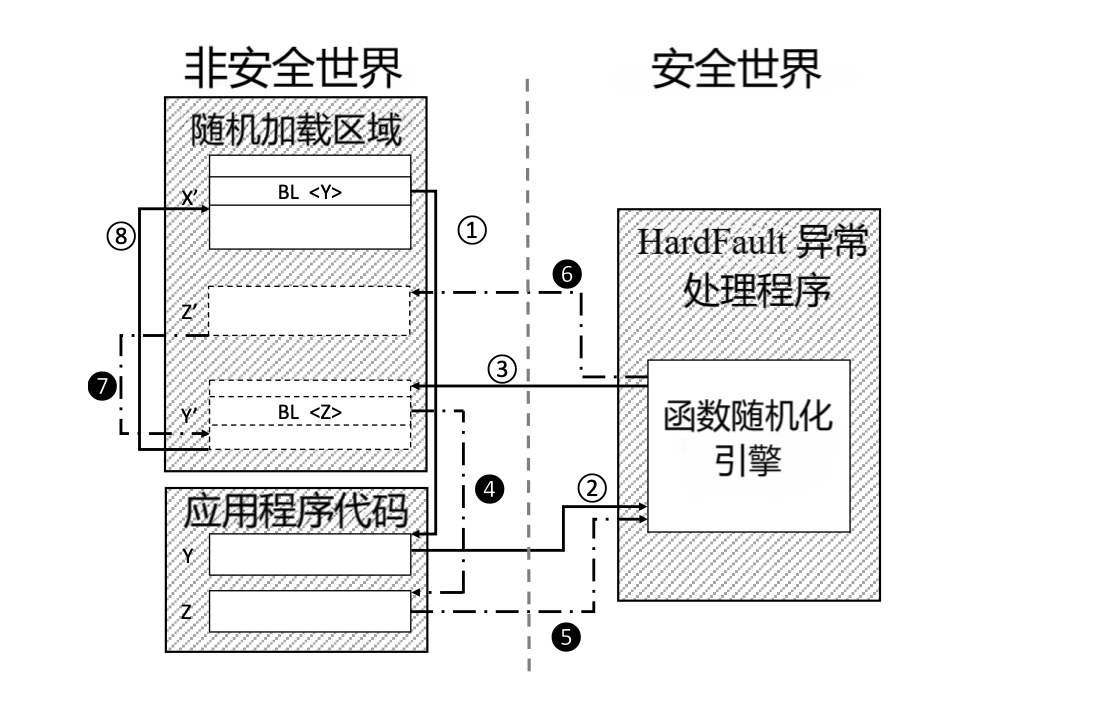 非安全世界
安全世界
随机加载区域
X’
BL <Y>
⑧
①
HardFault 异常
处理程序
❻
Z’
③
❼
函数随机化
引擎
Y’
BL <Z>
❹
②
应用程序代码
Y
Z
❺